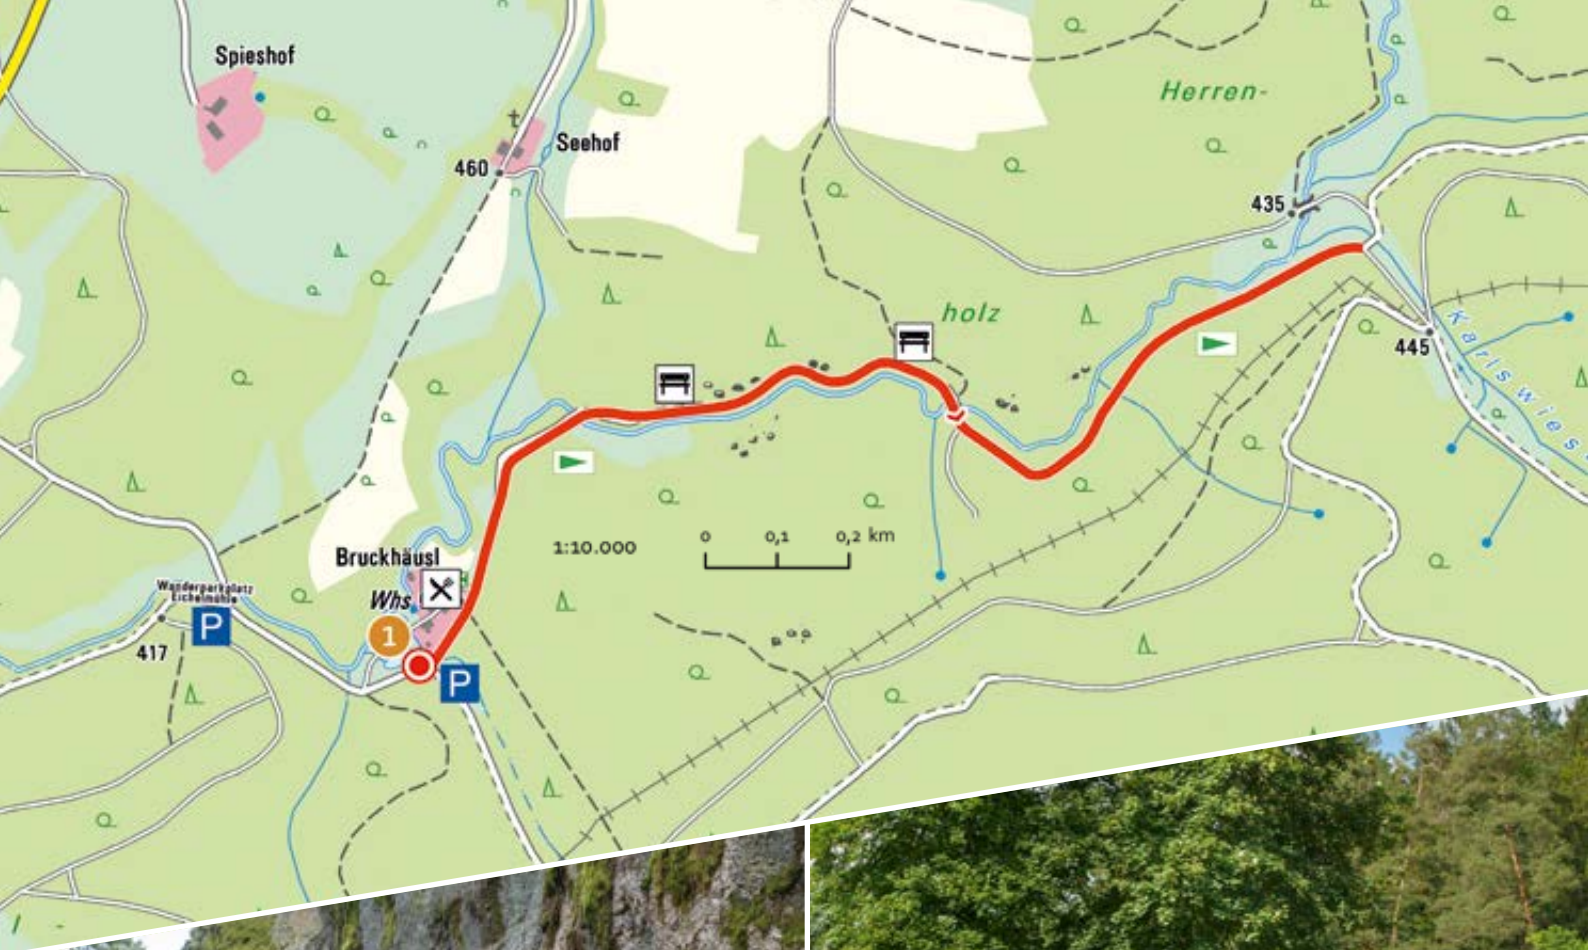 Spieshof
Seehof
460
Herren-
435
holz
445
Karlswies
1:10.000
0 0,1 0,2 km
Bruckhäusl
Whs
1
Wanderparkplatz
Eichelmühle
P
417
P